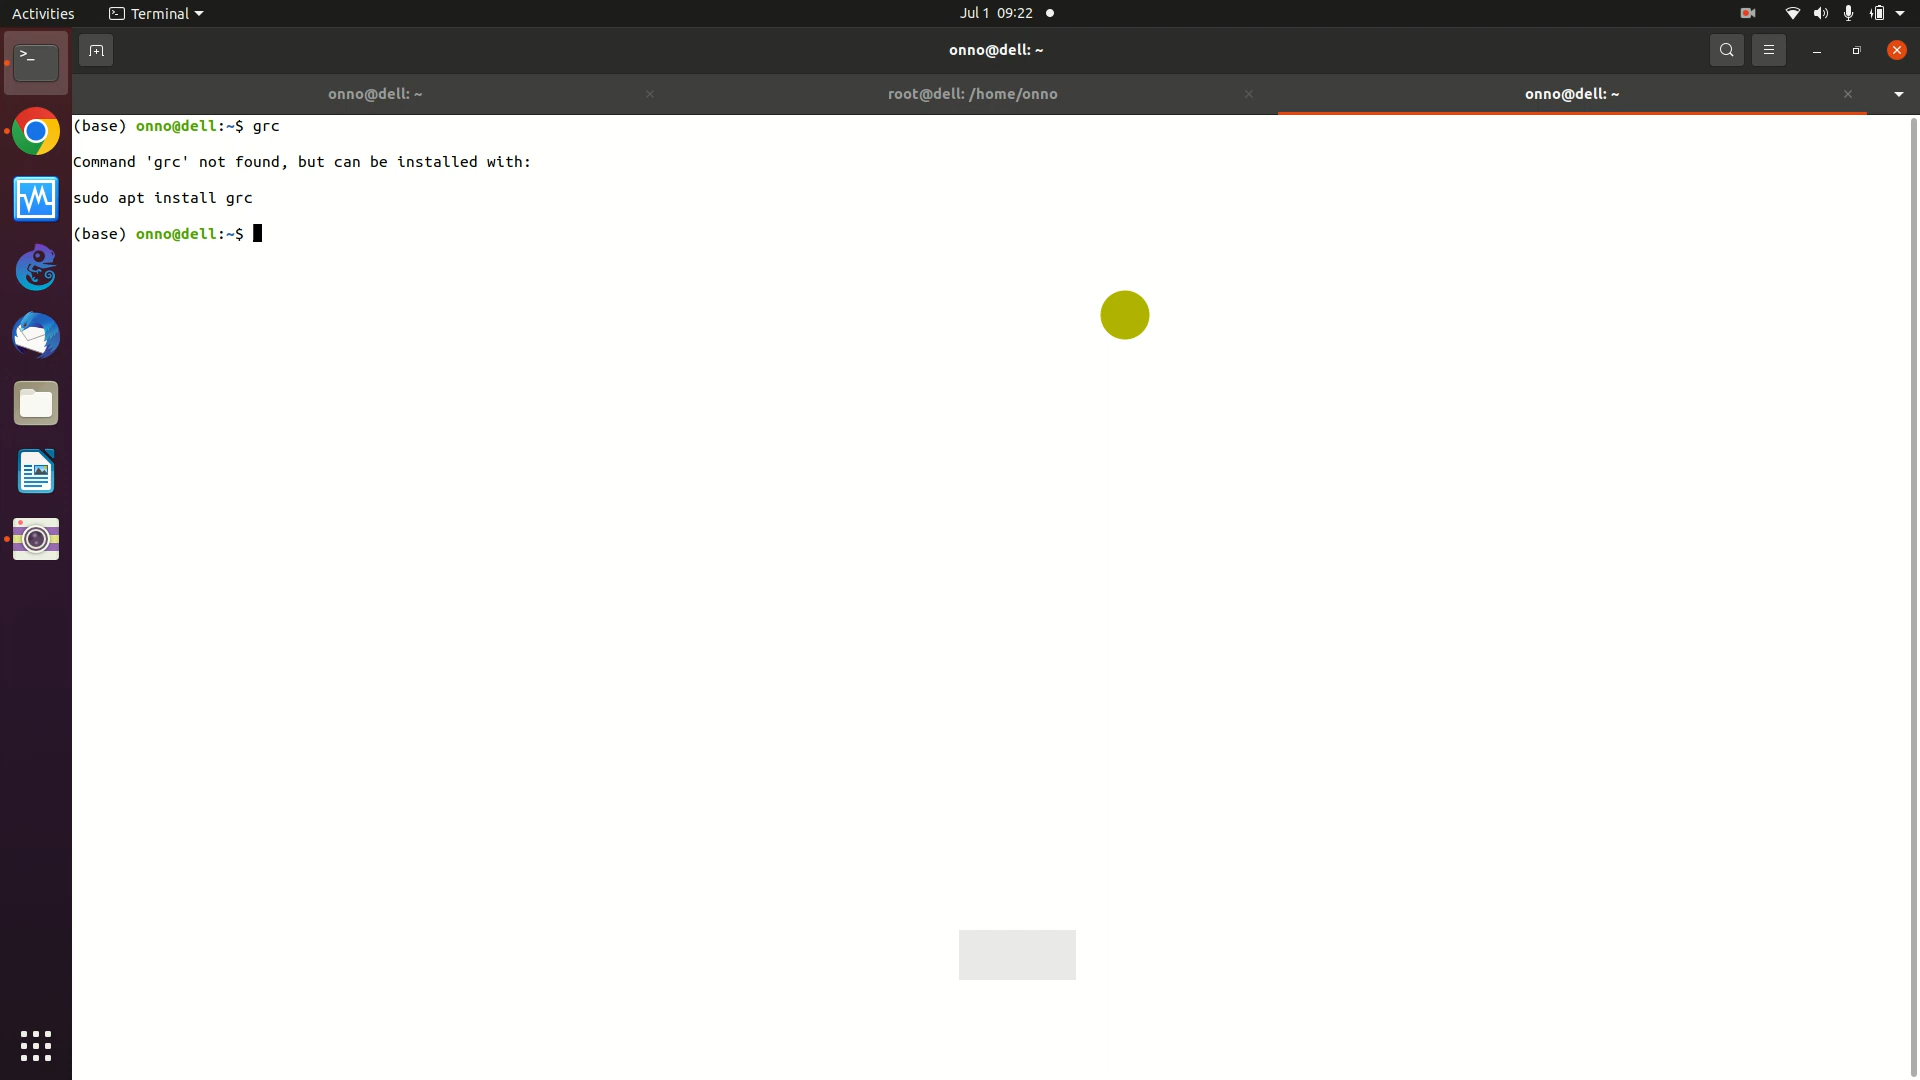 Activities Terminal Jul 1 09:22
onno@dell: ~
onno@dell: ~ root@dell: /home/onno onno@dell: ~
(base) onno@dell:~$ grc
Command 'grc' not found, but can be installed with:
sudo apt install grc
(base) onno@dell:~$